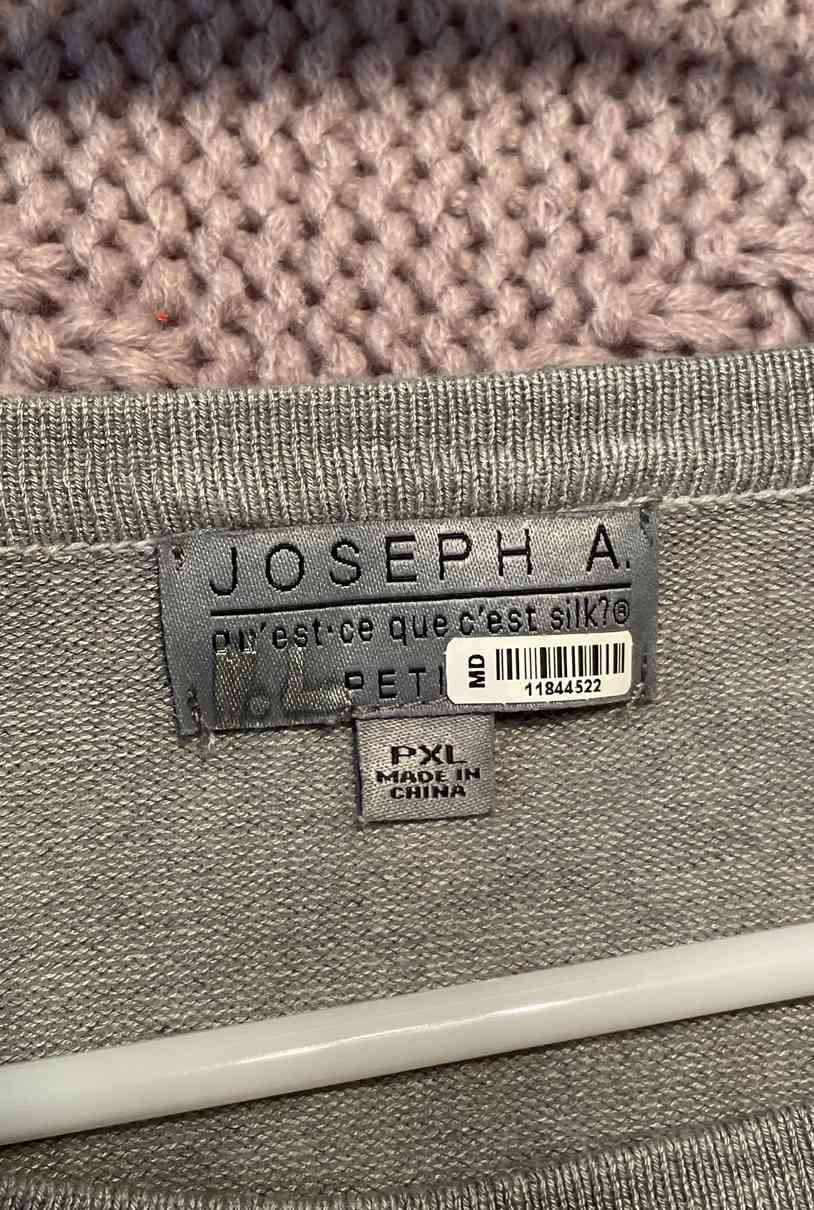 JOSEPH A.
qu'est-ce que c'est silk?®
PETI
MD
11844522
PXL
MADE IN
CHINA